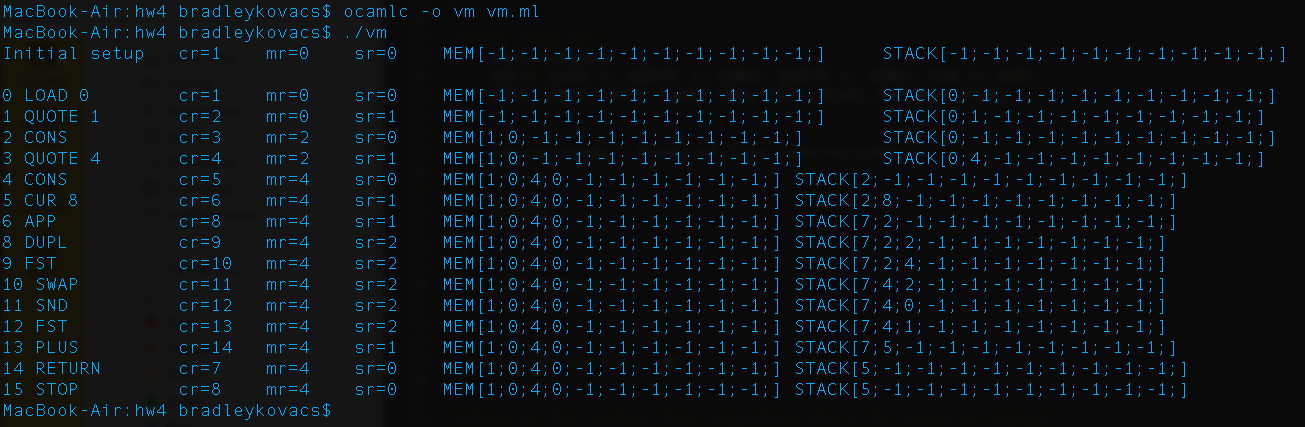 MacBook-Air:hw4 bradleykovacs$ ocamlc -o vm vm.ml
MacBook-Air:hw4 bradleykovacs$ ./vm
Initial setup cr=1 mr=0 sr=0 MEM[-1;-1;-1;-1;-1;-1;-1;-1;-1;-1;] STACK[-1;-1;-1;-1;-1;-1;-1;-1;-1;-1;]
0 LOAD 0 cr=1 mr=0 sr=0 MEM[-1;-1;-1;-1;-1;-1;-1;-1;-1;-1;] STACK[0;-1;-1;-1;-1;-1;-1;-1;-1;-1;]
1 QUOTE 1 cr=2 mr=0 sr=1 MEM[-1;-1;-1;-1;-1;-1;-1;-1;-1;-1;] STACK[0;1;-1;-1;-1;-1;-1;-1;-1;-1;]
2 CONS cr=3 mr=2 sr=0 MEM[1;0;-1;-1;-1;-1;-1;-1;-1;-1;] STACK[0;-1;-1;-1;-1;-1;-1;-1;-1;-1;]
3 QUOTE 4 cr=4 mr=2 sr=1 MEM[1;0;-1;-1;-1;-1;-1;-1;-1;-1;] STACK[0;4;-1;-1;-1;-1;-1;-1;-1;-1;]
4 CONS cr=5 mr=4 sr=0 MEM[1;0;4;0;-1;-1;-1;-1;-1;-1;] STACK[2;-1;-1;-1;-1;-1;-1;-1;-1;-1;]
5 CUR 8 cr=6 mr=4 sr=1 MEM[1;0;4;0;-1;-1;-1;-1;-1;-1;] STACK[2;8;-1;-1;-1;-1;-1;-1;-1;-1;]
6 APP cr=8 mr=4 sr=1 MEM[1;0;4;0;-1;-1;-1;-1;-1;-1;] STACK[7;2;-1;-1;-1;-1;-1;-1;-1;-1;]
8 DUPL cr=9 mr=4 sr=2 MEM[1;0;4;0;-1;-1;-1;-1;-1;-1;] STACK[7;2;2;-1;-1;-1;-1;-1;-1;-1;]
9 FST cr=10 mr=4 sr=2 MEM[1;0;4;0;-1;-1;-1;-1;-1;-1;] STACK[7;2;4;-1;-1;-1;-1;-1;-1;-1;]
10 SWAP cr=11 mr=4 sr=2 MEM[1;0;4;0;-1;-1;-1;-1;-1;-1;] STACK[7;4;2;-1;-1;-1;-1;-1;-1;-1;]
11 SND cr=12 mr=4 sr=2 MEM[1;0;4;0;-1;-1;-1;-1;-1;-1;] STACK[7;4;0;-1;-1;-1;-1;-1;-1;-1;]
12 FST cr=13 mr=4 sr=2 MEM[1;0;4;0;-1;-1;-1;-1;-1;-1;] STACK[7;4;1;-1;-1;-1;-1;-1;-1;-1;]
13 PLUS cr=14 mr=4 sr=1 MEM[1;0;4;0;-1;-1;-1;-1;-1;-1;] STACK[7;5;-1;-1;-1;-1;-1;-1;-1;-1;]
14 RETURN cr=7 mr=4 sr=0 MEM[1;0;4;0;-1;-1;-1;-1;-1;-1;] STACK[5;-1;-1;-1;-1;-1;-1;-1;-1;-1;]
15 STOP cr=8 mr=4 sr=0 MEM[1;0;4;0;-1;-1;-1;-1;-1;-1;] STACK[5;-1;-1;-1;-1;-1;-1;-1;-1;-1;]
MacBook-Air:hw4 bradleykovacs$